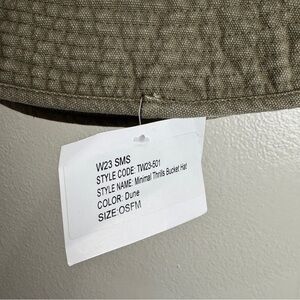 W23 SMS
STYLE CODE: TW23-501
STYLE NAME: Minimal Thrills Bucket Hat
COLOR: Dune
SIZE:OSFM